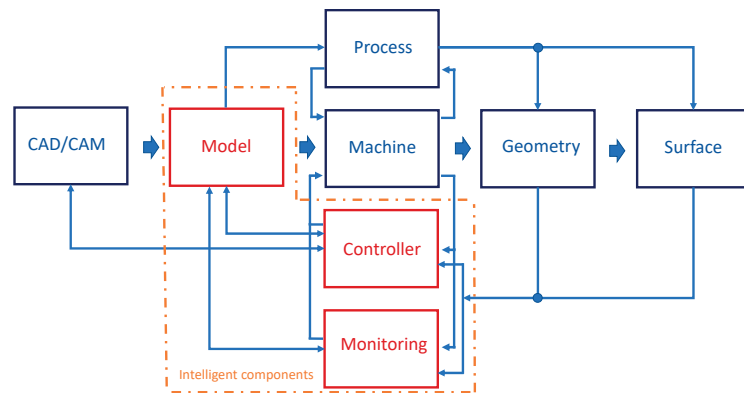 Process
CAD/CAM
Model
Machine
Geometry
Surface
Controller
Monitoring
Intelligent components